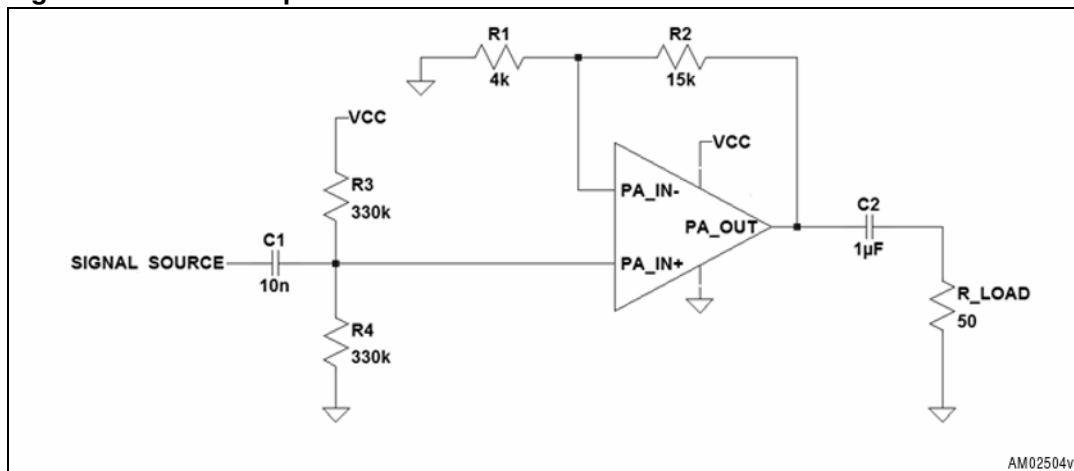 R1
4k
R2
15k
VCC
R3
330k
VCC
PA_IN-
PA_OUT
PA_IN+
C1
10n
SIGNAL SOURCE
R4
330k
C2
1µF
R_LOAD
50
AM02504v